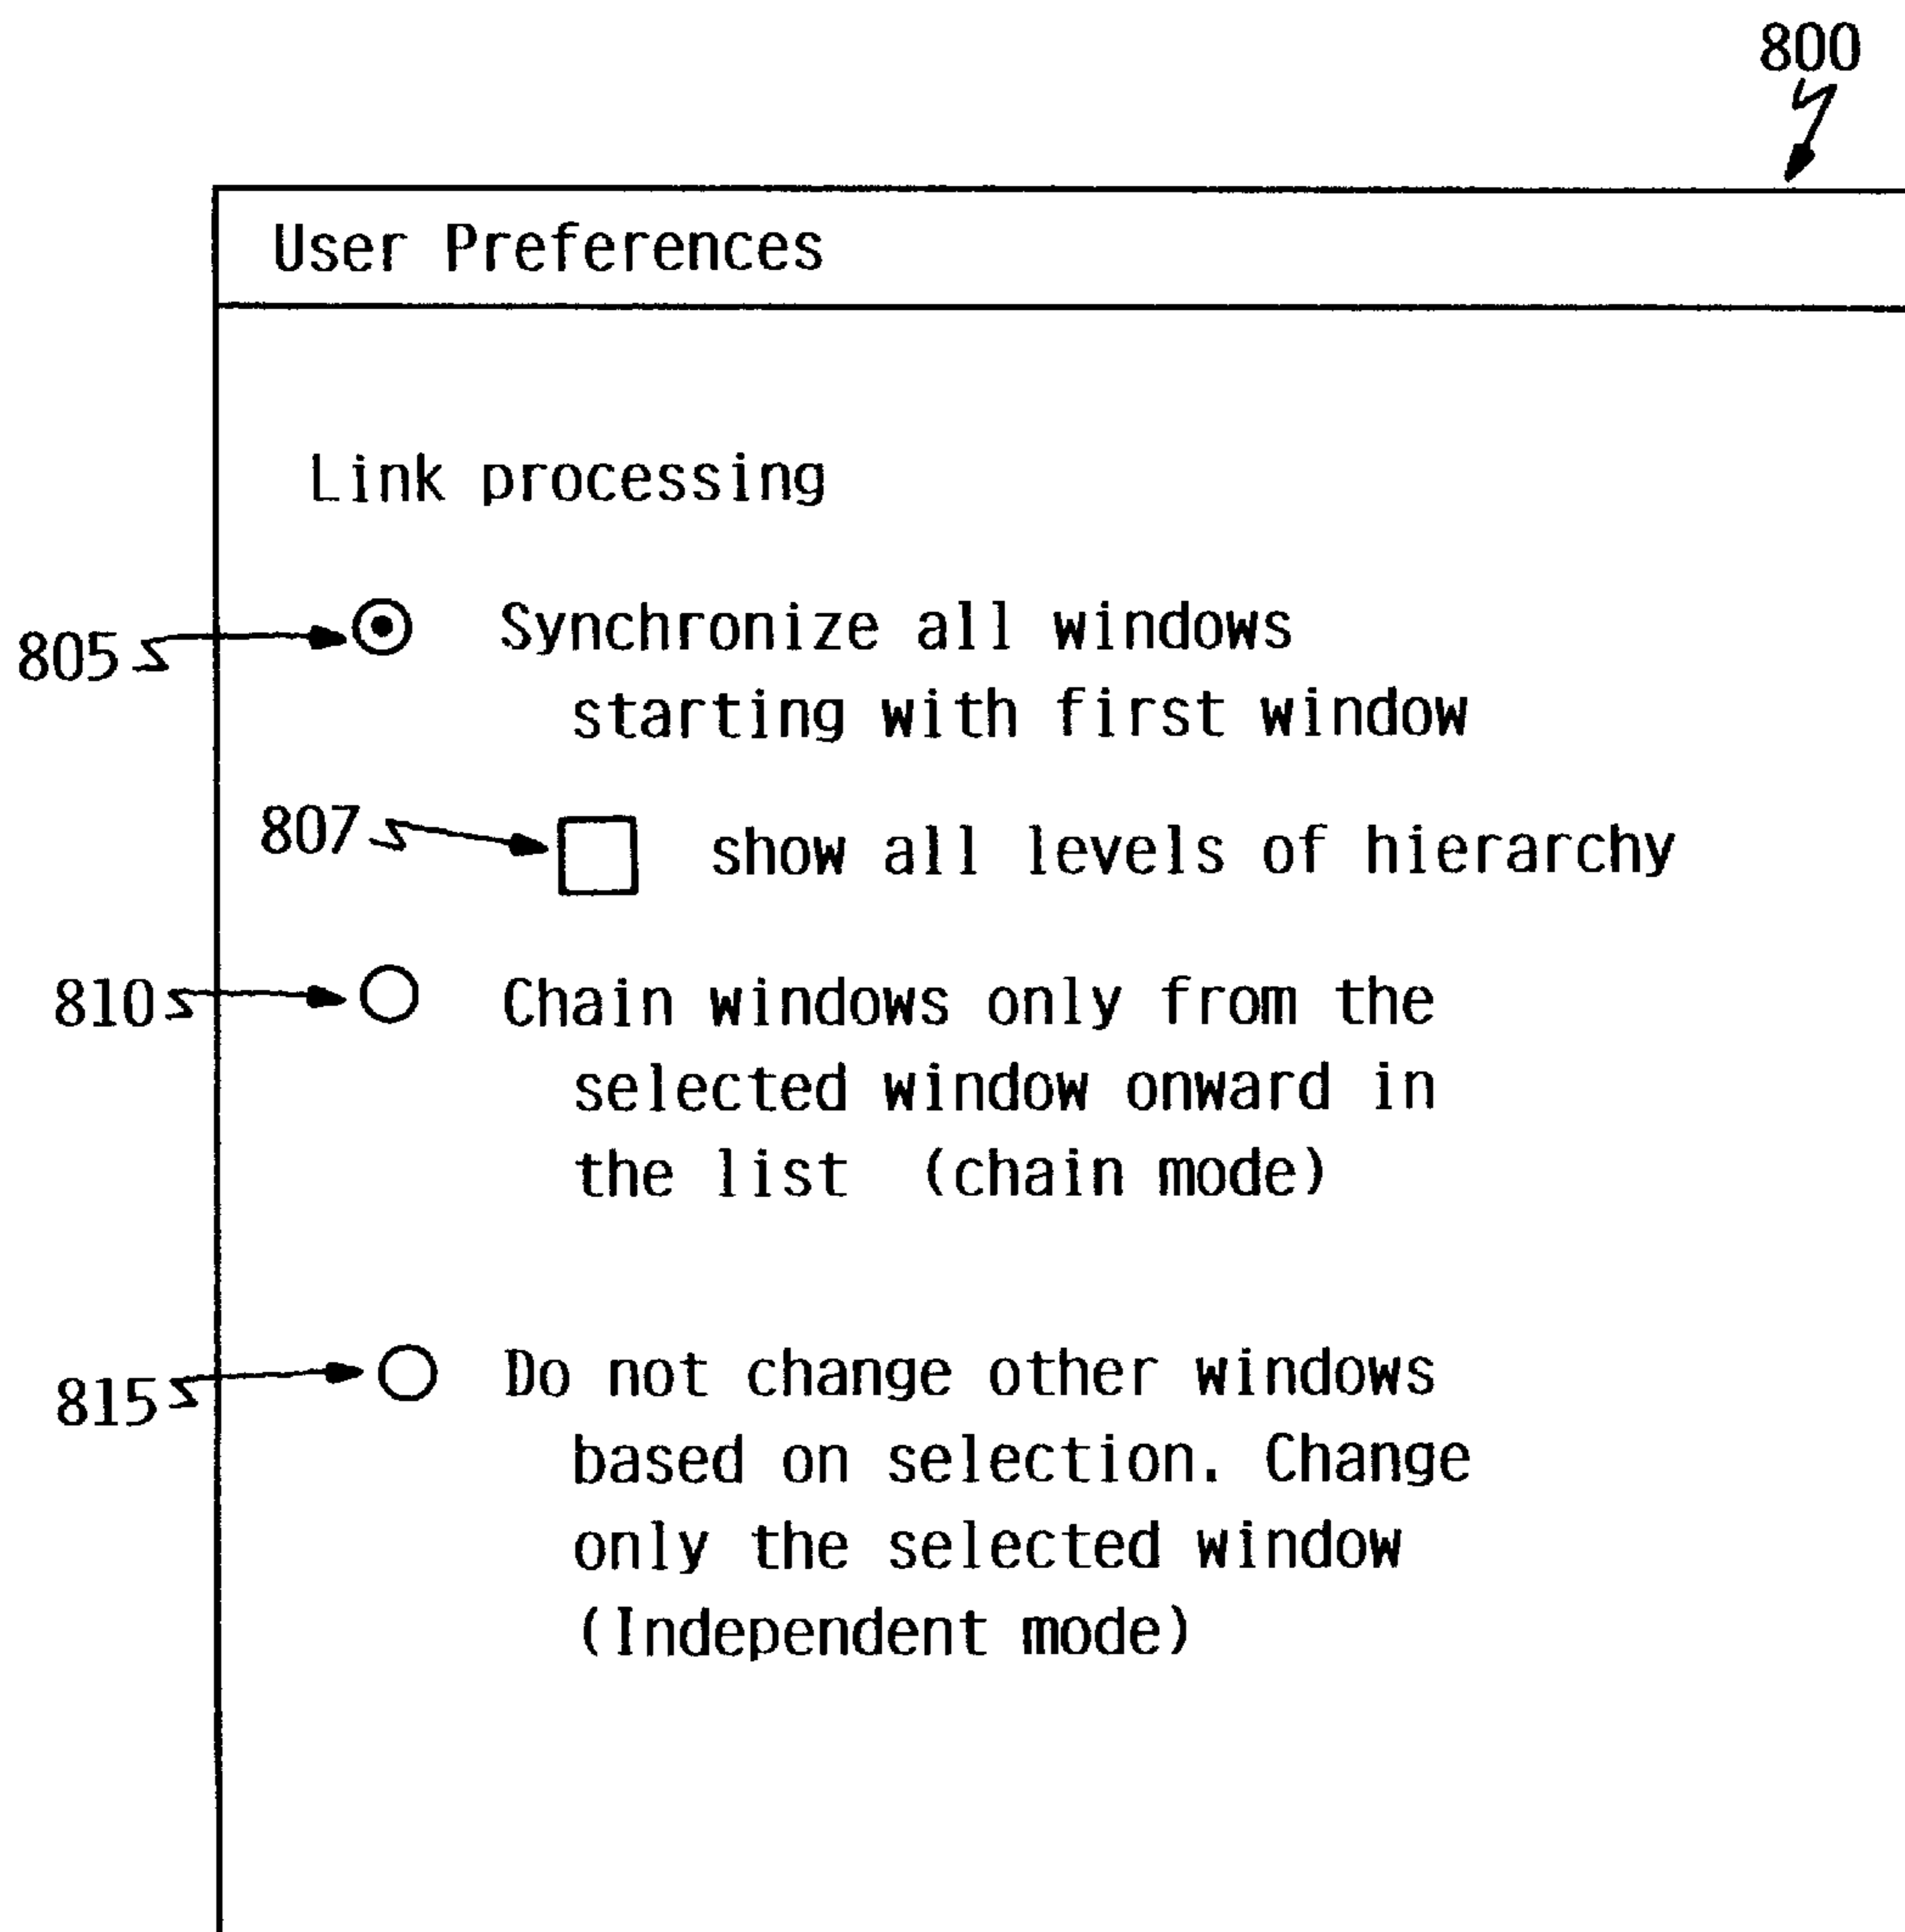 800
User Preferences
Link processing
805
Synchronize all windows
starting with first window
807
show all levels of hierarchy
810
Chain windows only from the
selected window onward in
the list (chain mode)
815
Do not change other windows
based on selection. Change
only the selected window
(Independent mode)